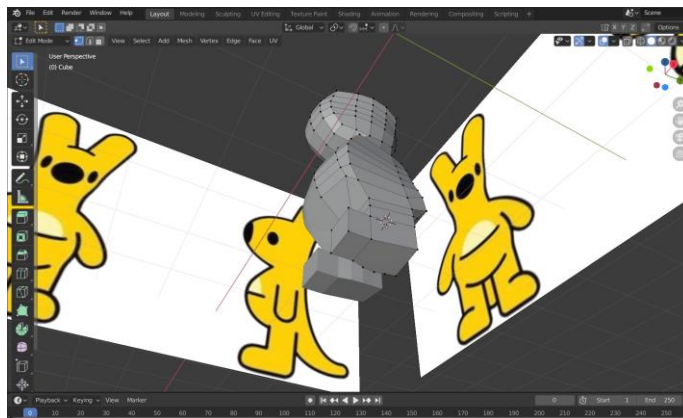 File Edit Render Window Help Layout Modeling Sculpting UV Editing Texture Paint Shading Animation Rendering Compositing Scripting + Scene
Global Options
Edit Mode View Select Add Mesh Vertex Edge Face UV X Y Z
User Perspective
(0) Cube
Playback Keying View Marker 0 Start 1 End 250
0 10 20 30 40 50 60 70 80 90 100 110 120 130 140 150 160 170 180 190 200 210 220 230 240 250